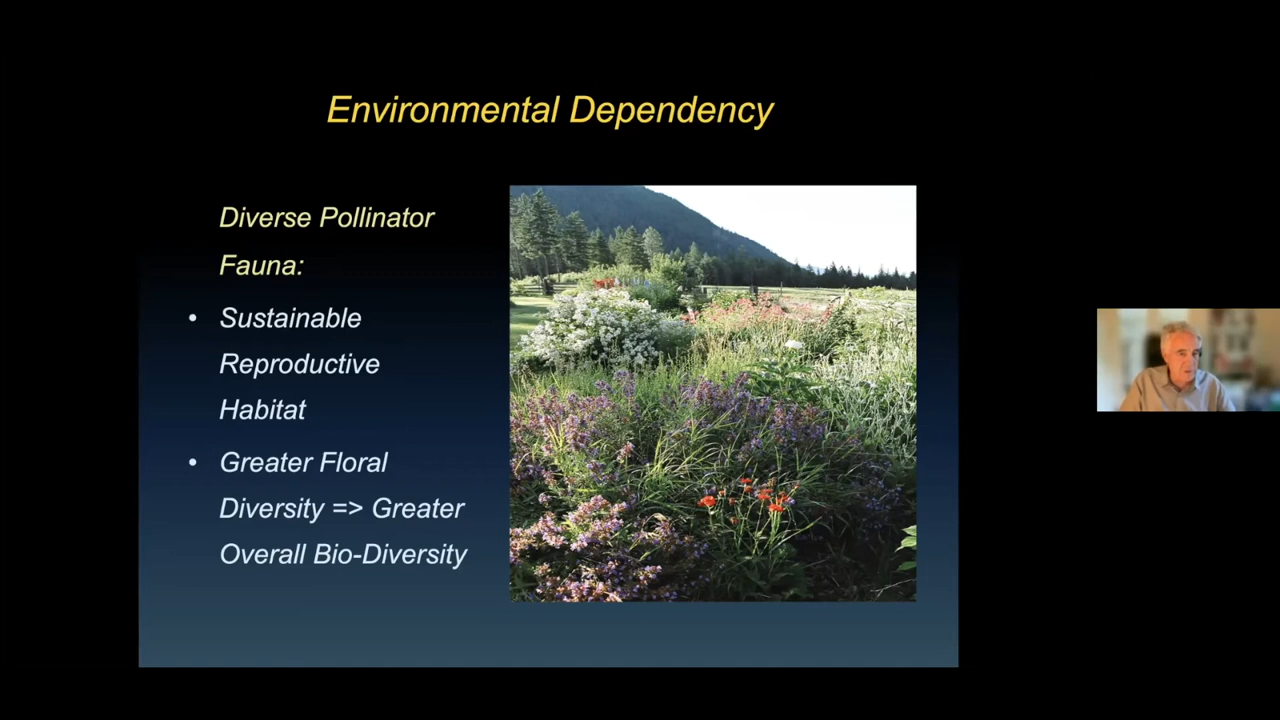 Environmental Dependency
Diverse Pollinator
Fauna:
• Sustainable
Reproductive
Habitat
• Greater Floral
Diversity => Greater
Overall Bio-Diversity